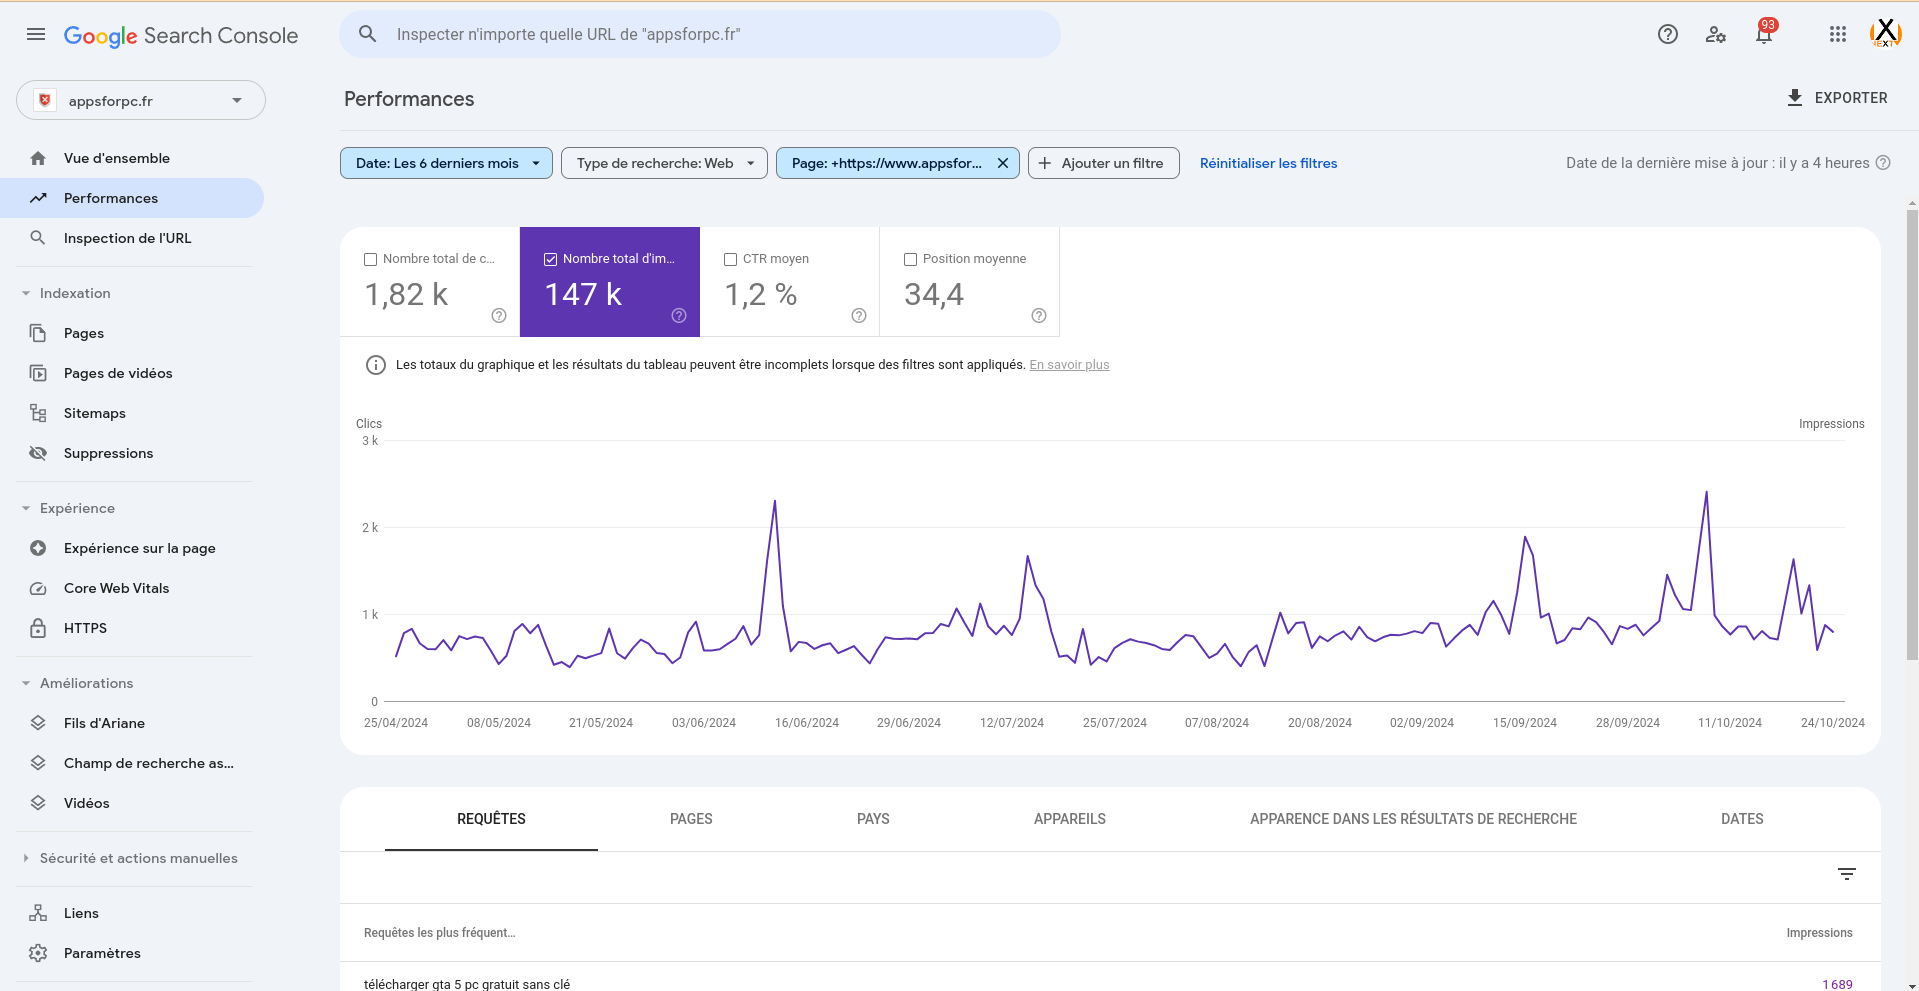 Google Search Console
Inspecter n'importe quelle URL de "appsforpc.fr"
93
NEXT
appsforpc.fr
Performances
EXPORTER
Date: Les 6 derniers mois
Type de recherche: Web
Page: +https://www.appsfor...
Ajouter un filtre
Réinitialiser les filtres
Date de la dernière mise à jour : il y a 4 heures
Vue d'ensemble
Performances
Inspection de l'URL
Indexation
Pages
Pages de vidéos
Sitemaps
Suppressions
Expérience
Expérience sur la page
Core Web Vitals
HTTPS
Améliorations
Fils d'Ariane
Champ de recherche as...
Vidéos
Sécurité et actions manuelles
Liens
Paramètres
Nombre total de c...
1,82 k
Nombre total d'im...
147 k
CTR moyen
1,2 %
Position moyenne
34,4
Les totaux du graphique et les résultats du tableau peuvent être incomplets lorsque des filtres sont appliqués. En savoir plus
Clics
Impressions
3 k
2 k
1 k
0
25/04/2024
08/05/2024
21/05/2024
03/06/2024
16/06/2024
29/06/2024
12/07/2024
25/07/2024
07/08/2024
20/08/2024
02/09/2024
15/09/2024
28/09/2024
11/10/2024
24/10/2024
REQUÊTES
PAGES
PAYS
APPAREILS
APPARENCE DANS LES RÉSULTATS DE RECHERCHE
DATES
Requêtes les plus fréquent...
Impressions
télécharger gta 5 pc gratuit sans clé
1 689